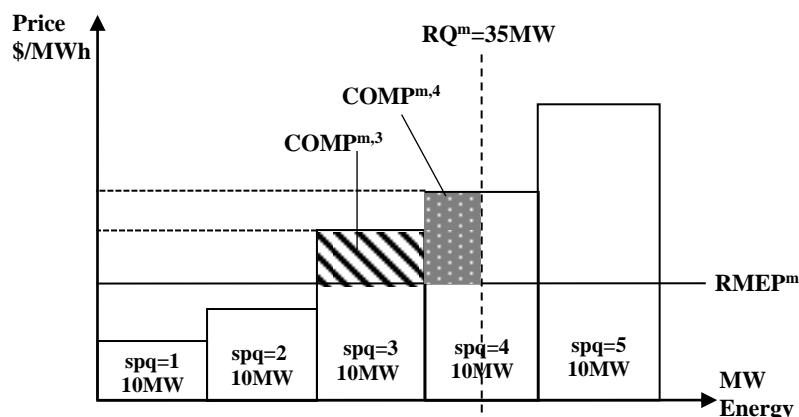 Price
$/MWh
RQᵐ=35MW
COMPᵐ,⁴
COMPᵐ,³
RMEPᵐ
spq=1
10MW
spq=2
10MW
spq=3
10MW
spq=4
10MW
spq=5
10MW
MW
Energy